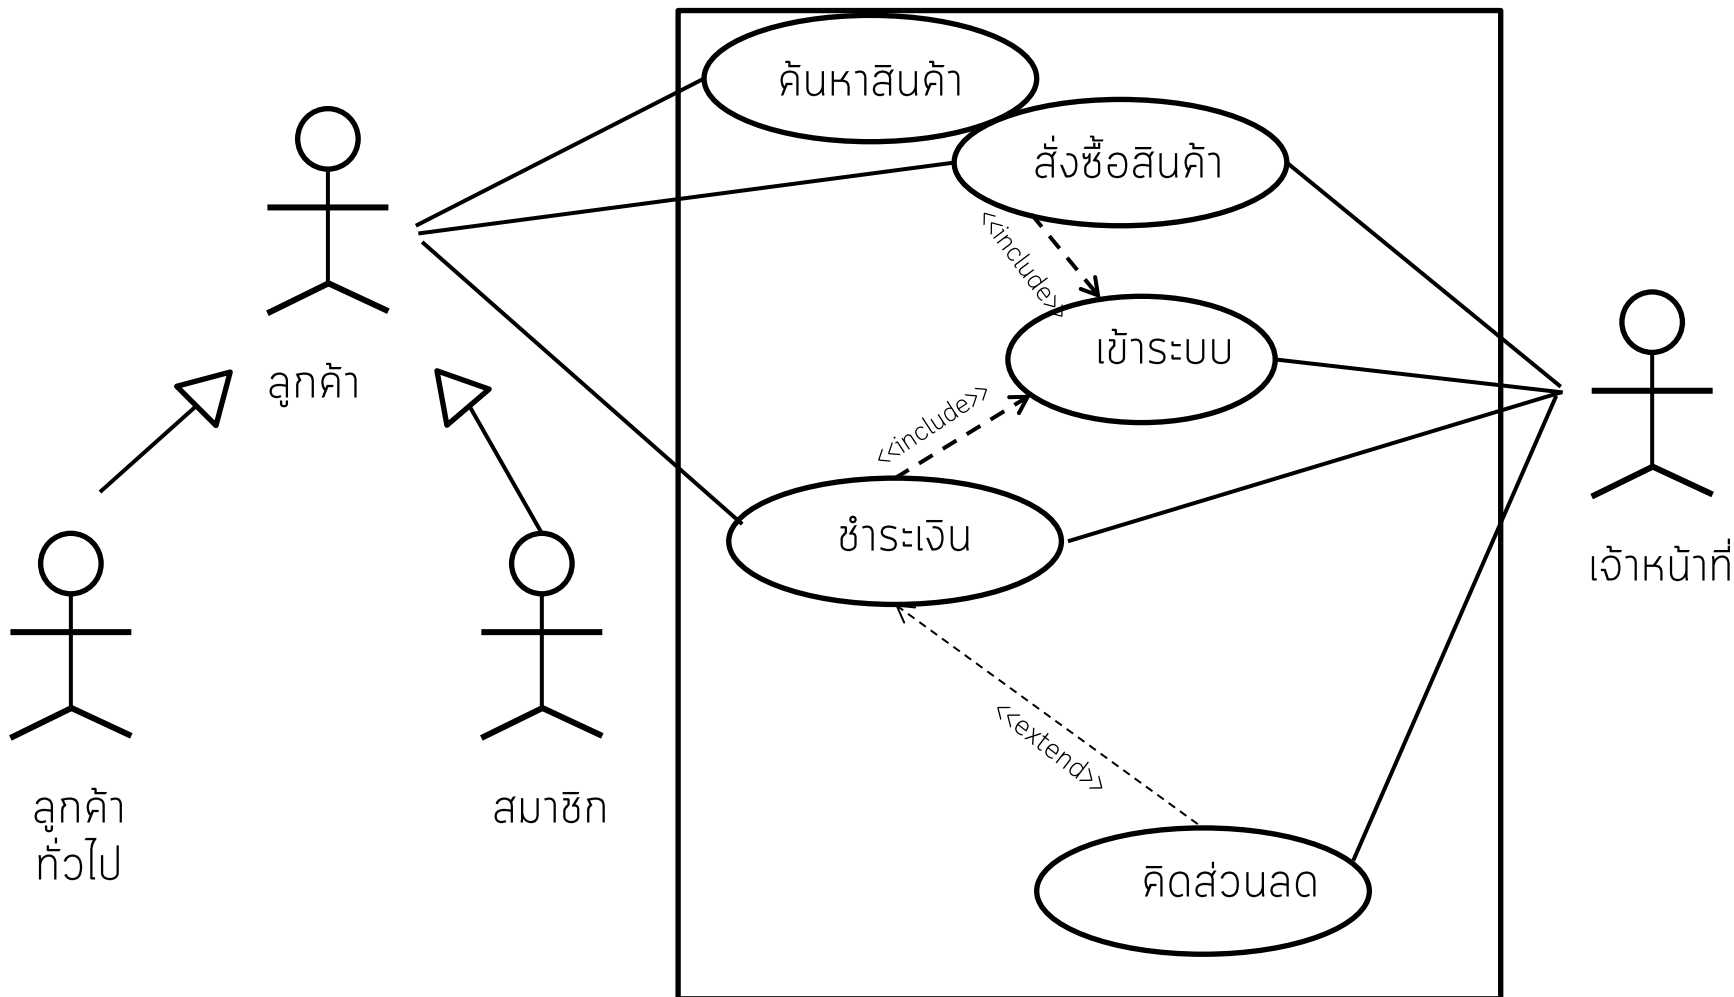 ค้นหาสินค้า
สั่งซื้อสินค้า
<<include>>
เข้าระบบ
ลูกค้า
<<include>>
ชำระเงิน
เจ้าหน้าที่
<<extend>>
ลูกค้า
ทั่วไป
สมาชิก
คิดส่วนลด